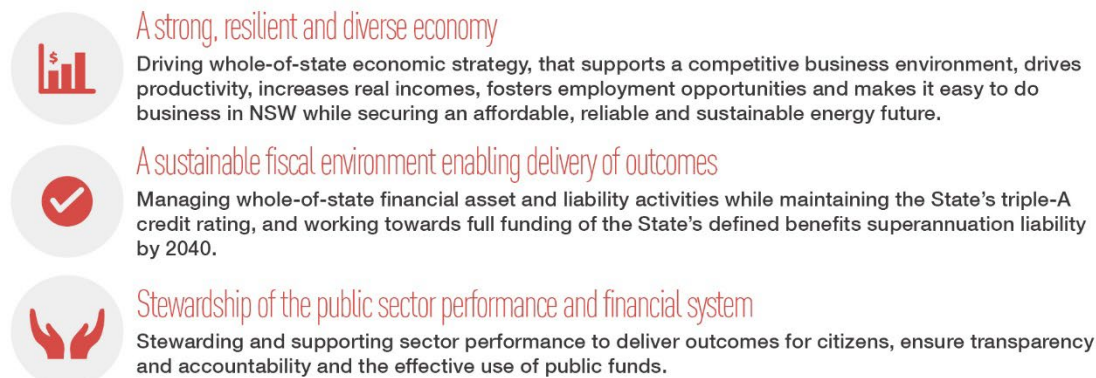 A strong, resilient and diverse economy
Driving whole-of-state economic strategy, that supports a competitive business environment, drives
productivity, increases real incomes, fosters employment opportunities and makes it easy to do
business in NSW while securing an affordable, reliable and sustainable energy future.
$
A sustainable fiscal environment enabling delivery of outcomes
Managing whole-of-state financial asset and liability activities while maintaining the State's triple-A
credit rating, and working towards full funding of the State's defined benefits superannuation liability
by 2040.
Stewardship of the public sector performance and financial system
Stewarding and supporting sector performance to deliver outcomes for citizens, ensure transparency
and accountability and the effective use of public funds.